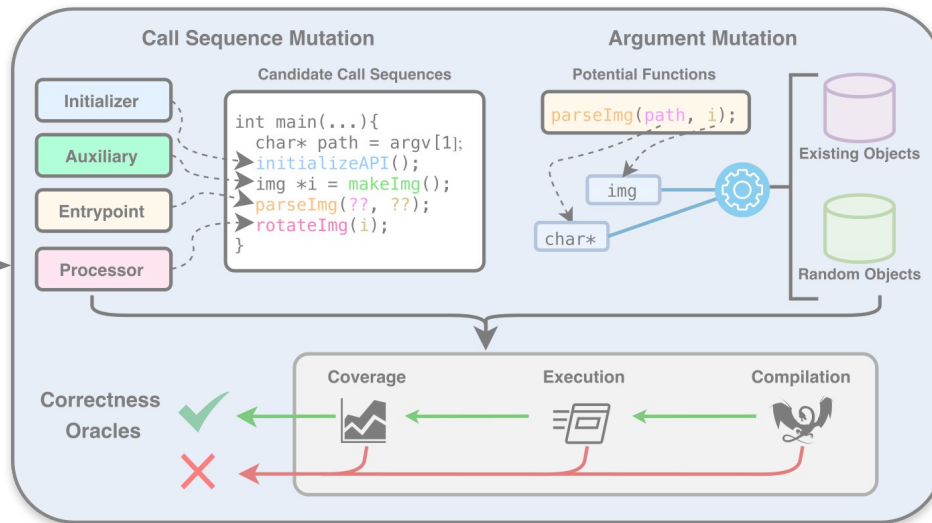 Call Sequence Mutation
Argument Mutation
Candidate Call Sequences
Potential Functions
Initializer
Auxiliary
Entrypoint
Processor
int main(...){
char* path = argv[1];
initializeAPI();
img *i = makeImg();
parseImg(??, ??);
rotateImg(i);
}
parseImg(path, i);
img
char*
Existing Objects
Random Objects
Coverage
Execution
Compilation
Correctness
Oracles